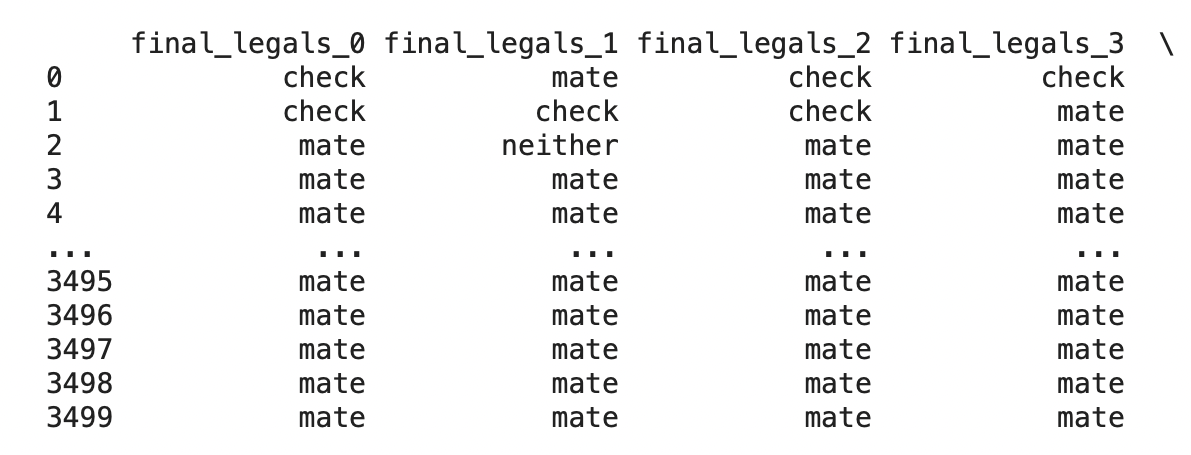 final_legals_0 final_legals_1 final_legals_2 final_legals_3 \
0 check mate check check
1 check check check mate
2 mate neither mate mate
3 mate mate mate mate
4 mate mate mate mate
... ... ... ... ...
3495 mate mate mate mate
3496 mate mate mate mate
3497 mate mate mate mate
3498 mate mate mate mate
3499 mate mate mate mate